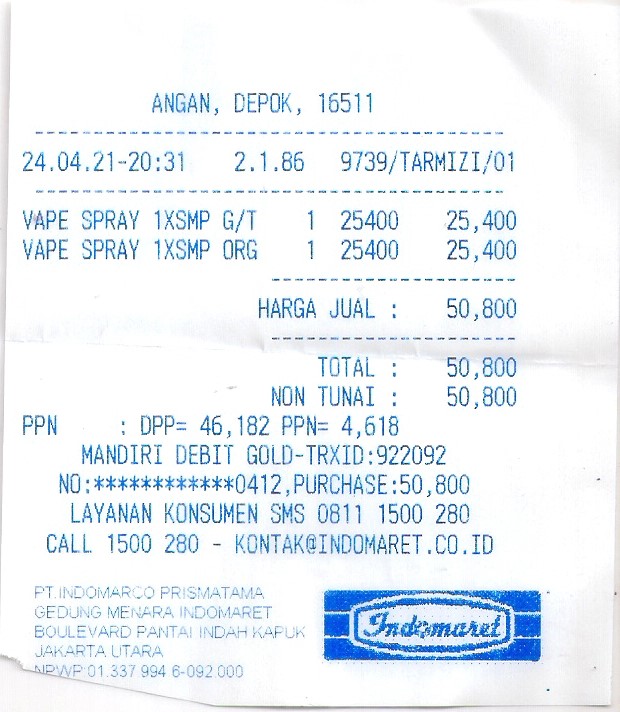 ANGAN, DEPOK, 16511
24.04.21-20:31 2.1.86 9739/TARMIZI/01
VAPE SPRAY 1XSMP G/T 1 25400 25,400
VAPE SPRAY 1XSMP ORG 1 25400 25,400
HARGA JUAL : 50,800
TOTAL : 50,800
NON TUNAI : 50,800
PPN : DPP= 46,182 PPN= 4,618
MANDIRI DEBIT GOLD-TRXID:922092
NO:************0412,PURCHASE:50,800
LAYANAN KONSUMEN SMS 0811 1500 280
CALL 1500 280 - KONTAK@INDOMARET.CO.ID
PT.INDOMARCO PRISMATAMA
GEDUNG MENARA INDOMARET
BOULEVARD PANTAI INDAH KAPUK
JAKARTA UTARA
NPWP:01.337.994.6-092.000
Indomaret